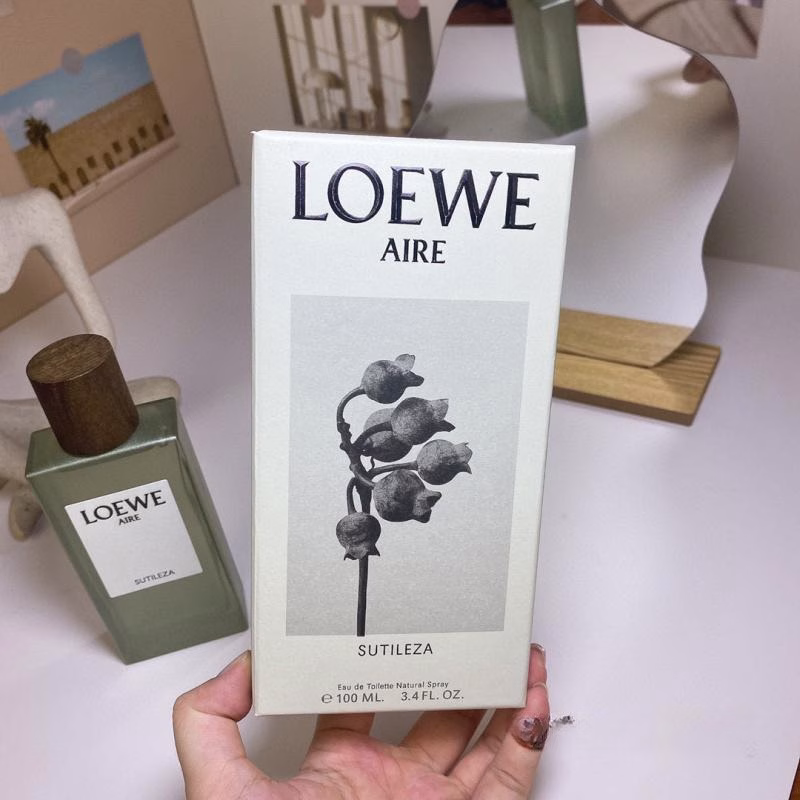 LOEWE
AIRE
SUTILEZA
Eau de Toilette Natural Spray
℮ 100 ML. 3.4 FL. OZ.
LOEWE
AIRE
SUTILEZA